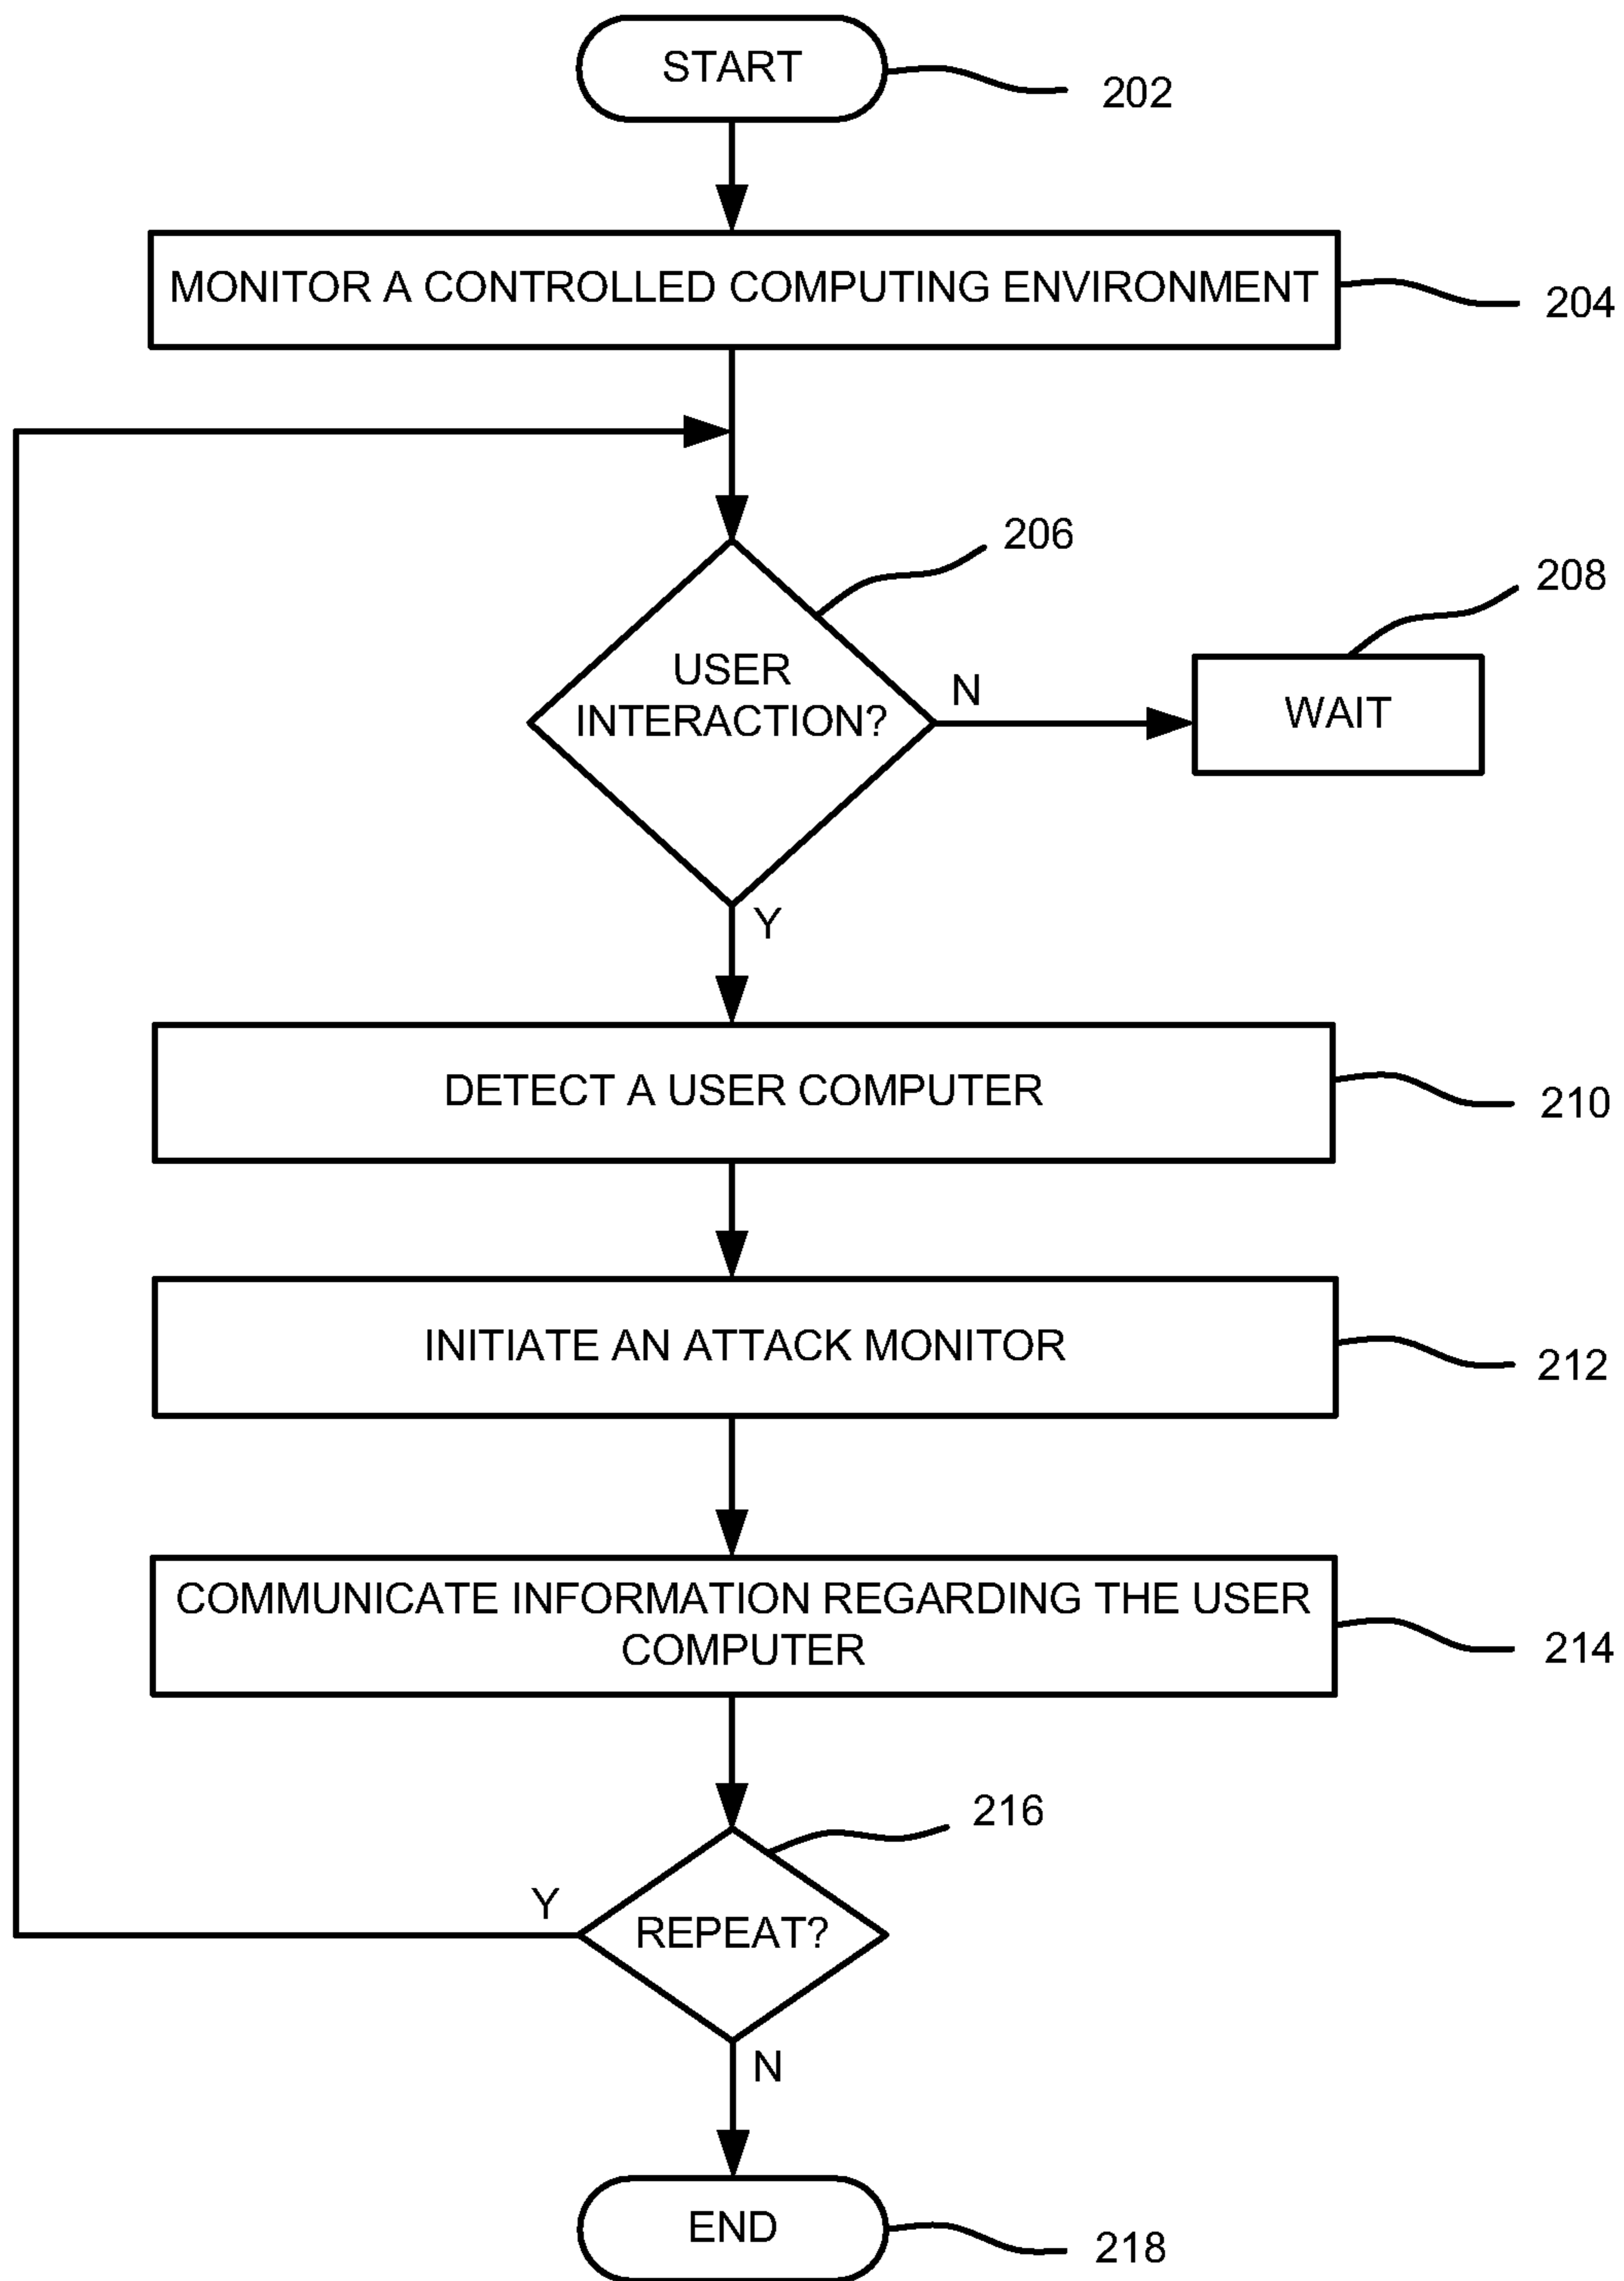 START
202
MONITOR A CONTROLLED COMPUTING ENVIRONMENT
204
206
208
USER
INTERACTION?
N
WAIT
Y
DETECT A USER COMPUTER
210
INITIATE AN ATTACK MONITOR
212
COMMUNICATE INFORMATION REGARDING THE USER
COMPUTER
214
216
Y
REPEAT?
N
END
218